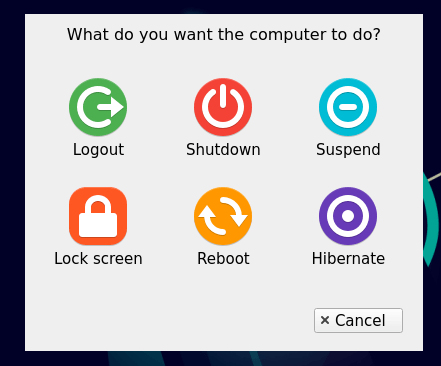 What do you want the computer to do?
Logout
Shutdown
Suspend
Lock screen
Reboot
Hibernate
Cancel